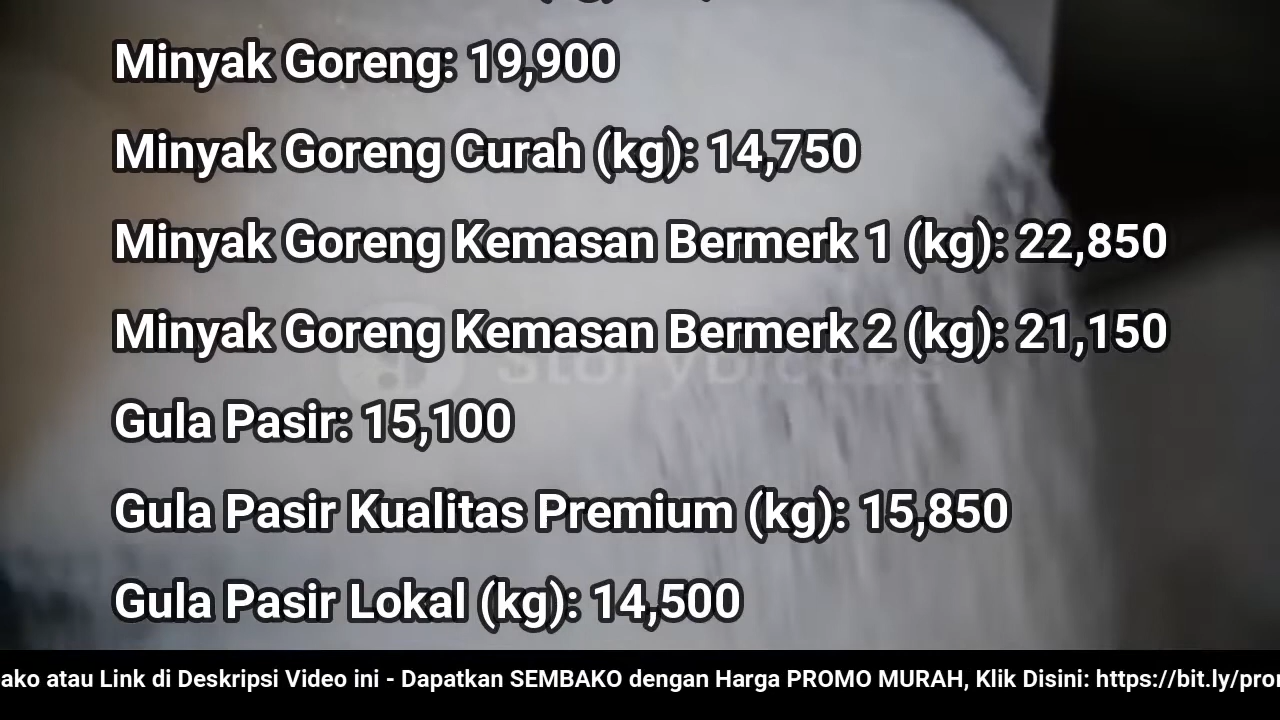 Minyak Goreng: 19,900
Minyak Goreng Curah (kg): 14,750
Minyak Goreng Kemasan Bermerk 1 (kg): 22,850
Minyak Goreng Kemasan Bermerk 2 (kg): 21,150
Storyblocks
Gula Pasir: 15,100
Gula Pasir Kualitas Premium (kg): 15,850
Gula Pasir Lokal (kg): 14,500
ako atau Link di Deskripsi Video ini - Dapatkan SEMBAKO dengan Harga PROMO MURAH, Klik Disini: https://bit.ly/pro